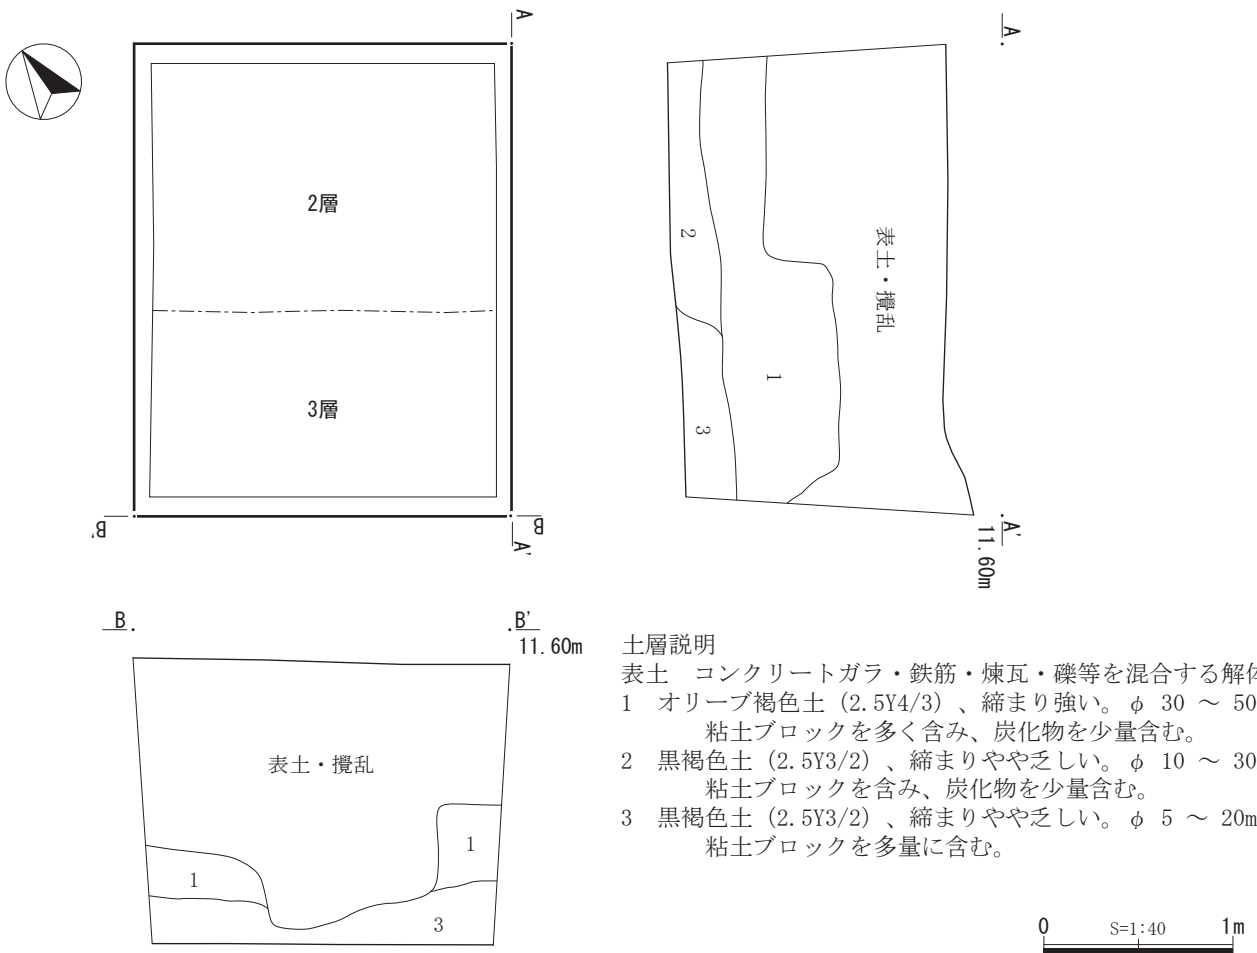 A
2層
3層
B'
B
A'
A
表土・攪乱
2
1
3
A'
11.60m
B
B'
11.60m
表土・攪乱
1
1
3
土層説明
表土　コンクリートガラ・鉄筋・煉瓦・礫等を混合する解体
1　オリーブ褐色土（2.5Y4/3）、締まり強い。φ 30 ～ 50
粘土ブロックを多く含み、炭化物を少量含む。
2　黒褐色土（2.5Y3/2）、締まりやや乏しい。φ 10 ～ 30
粘土ブロックを含み、炭化物を少量含む。
3　黒褐色土（2.5Y3/2）、締まりやや乏しい。φ 5 ～ 20m
粘土ブロックを多量に含む。
0 S=1:40 1m